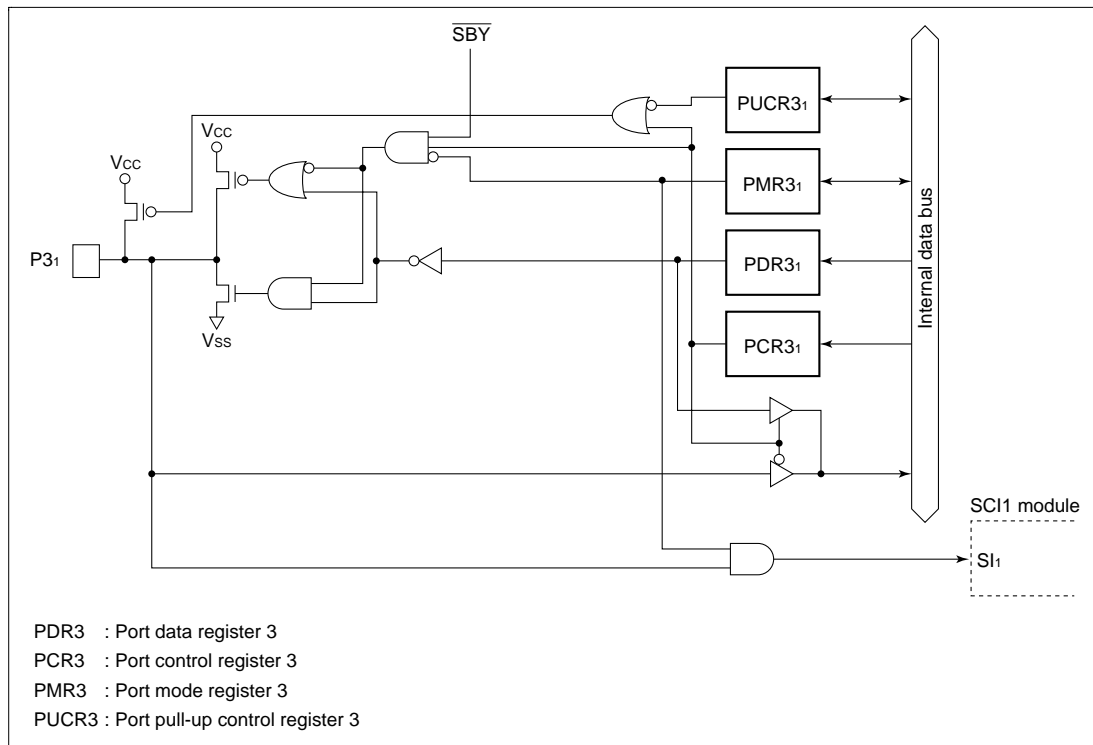 SBY
PUCR3₁
VCC
VCC
PMR3₁
P3₁
PDR3₁
Internal data bus
VSS
PCR3₁
SCI1 module
SI₁
PDR3 : Port data register 3
PCR3 : Port control register 3
PMR3 : Port mode register 3
PUCR3 : Port pull-up control register 3